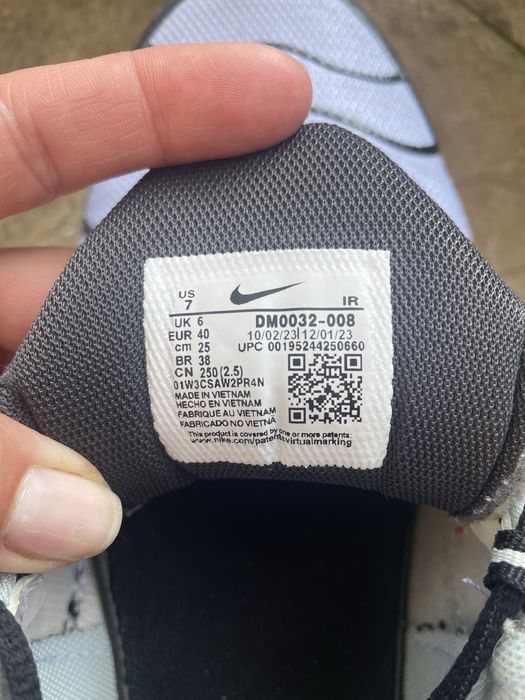 US
7
IR
UK 6
DM0032-008
EUR 40
10/02/23 12/01/23
cm 25
UPC 00195244250660
BR 38
CN 250 (2.5)
01W3CSAW2PR4N
MADE IN VIETNAM
HECHO EN VIETNAM
FABRIQUE AU VIETNAM
FABRICADO NO VIETNÃ
This product is covered by one or more patents
www.nike.com/patentsvirtualmarking